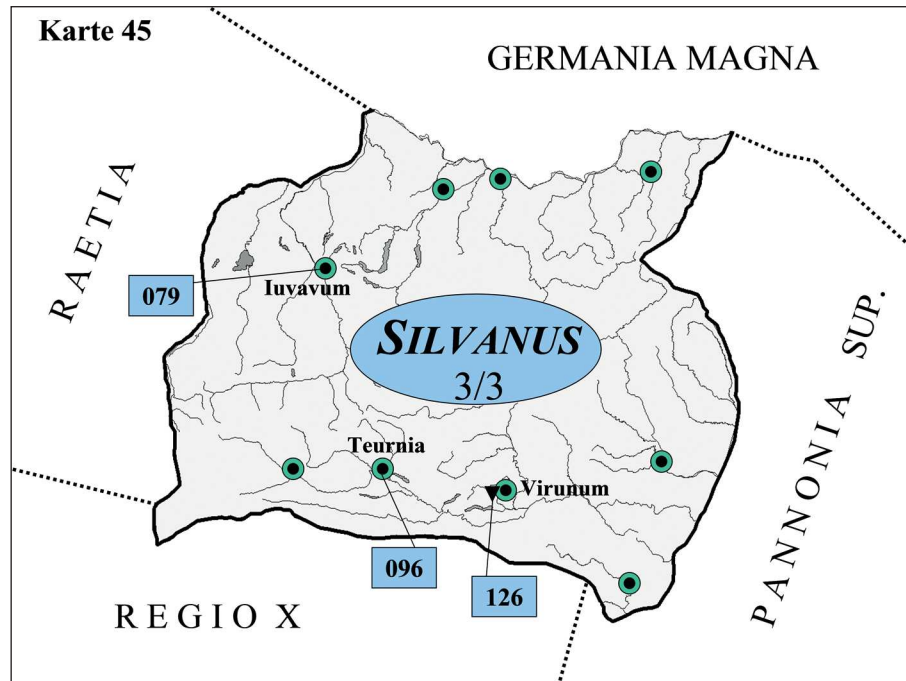 Karte 45
GERMANIA MAGNA
RAETIA
079
Iuvavum
SILVANUS
3/3
PANNONIA SUP.
Teurnia
Virunum
096
126
REGIO X